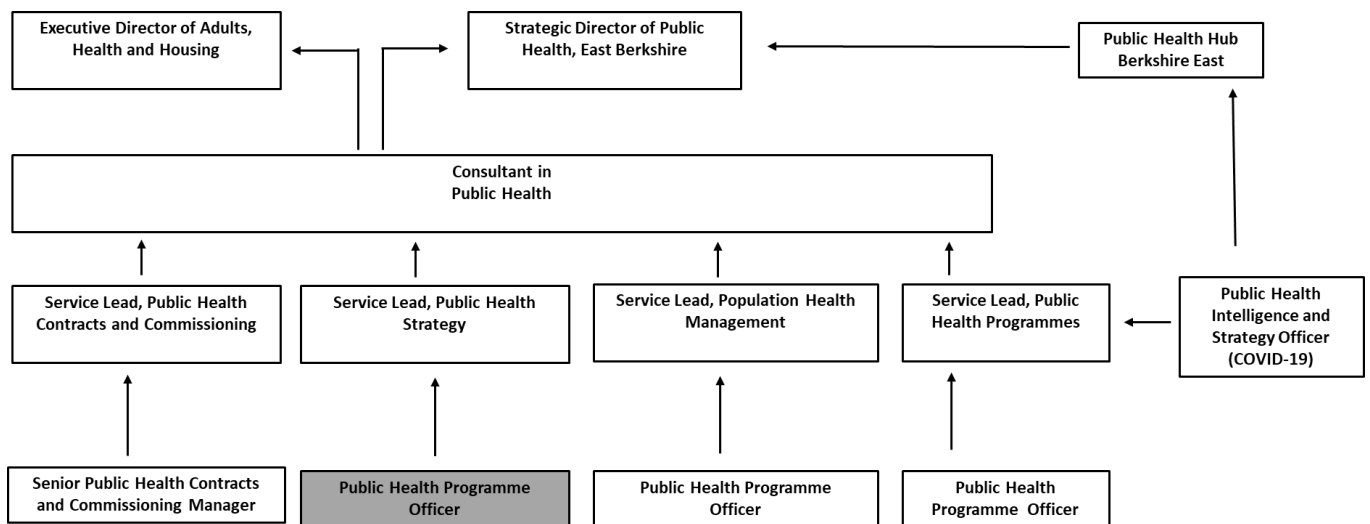 Executive Director of Adults,
Health and Housing
Strategic Director of Public
Health, East Berkshire
Public Health Hub
Berkshire East
Consultant in
Public Health
Service Lead, Public Health
Contracts and Commissioning
Service Lead, Public Health
Strategy
Service Lead, Population Health
Management
Service Lead, Public
Health Programmes
Public Health
Intelligence and
Strategy Officer
(COVID-19)
Senior Public Health Contracts
and Commissioning Manager
Public Health Programme
Officer
Public Health Programme
Officer
Public Health
Programme Officer